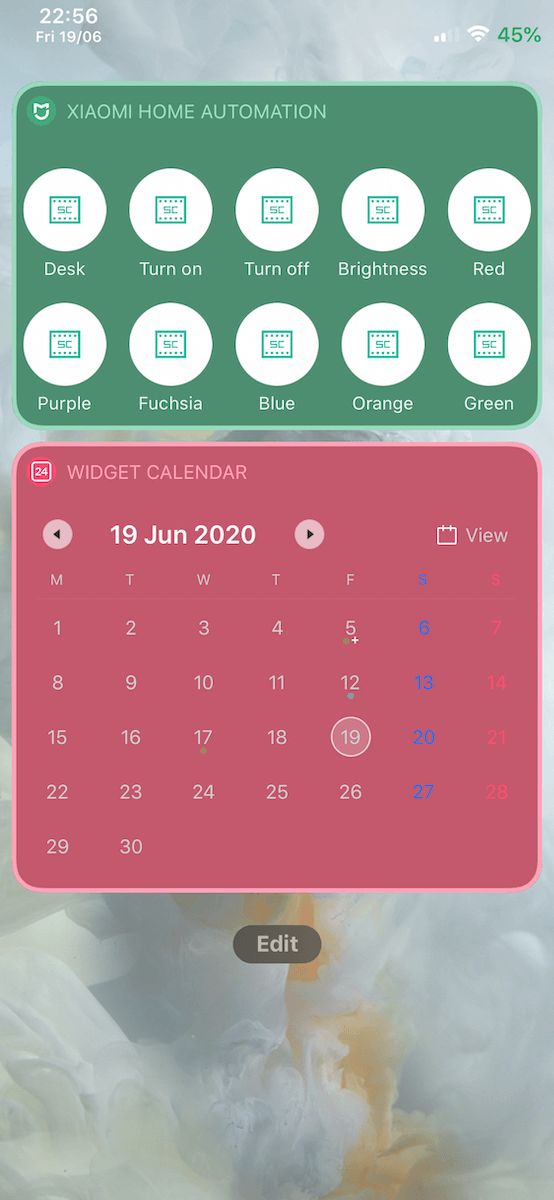 22:56
Fri 19/06
45%
XIAOMI HOME AUTOMATION
SC SC SC SC SC
Desk Turn on Turn off Brightness Red
SC SC SC SC SC
Purple Fuchsia Blue Orange Green
24 WIDGET CALENDAR
19 Jun 2020 View
M T W T F S S
1 2 3 4 5 6 7
+
8 9 10 11 12 13 14
15 16 17 18 19 20 21
22 23 24 25 26 27 28
29 30
Edit